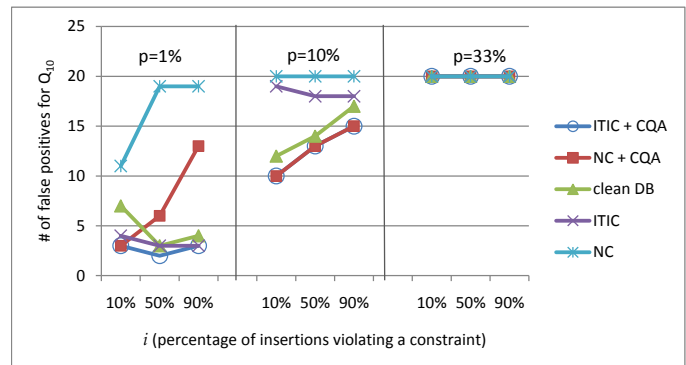 25
20
15
10
5
0
# of false positives for Q10
p=1%
p=10%
p=33%
10% 50% 90% 10% 50% 90% 10% 50% 90%
i (percentage of insertions violating a constraint)
ITIC + CQA
NC + CQA
clean DB
ITIC
NC